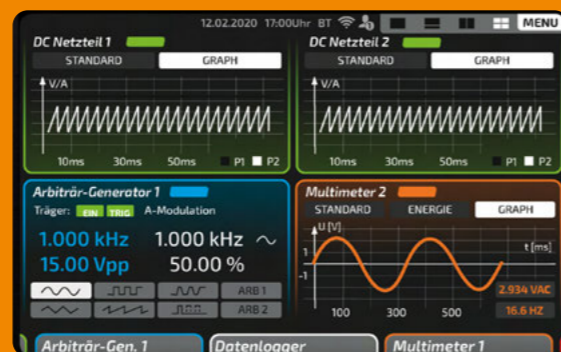 12.02.2020 17:00Uhr BT MENU
DC Netzteil 1
STANDARD GRAPH
V/A
10ms 30ms 50ms P1 P2
DC Netzteil 2
STANDARD GRAPH
V/A
10ms 30ms 50ms P1 P2
Arbiträr-Generator 1
Träger: EIN TRIG A-Modulation
1.000 kHz 1.000 kHz
15.00 Vpp 50.00 %
ARB 1
ARB 2
Multimeter 2
STANDARD ENERGIE GRAPH
U [V]
t [ms]
1
-1
2.934 VAC
16.6 HZ
100 300 500
Arbiträr-Gen. 1 Datenlogger Multimeter 1